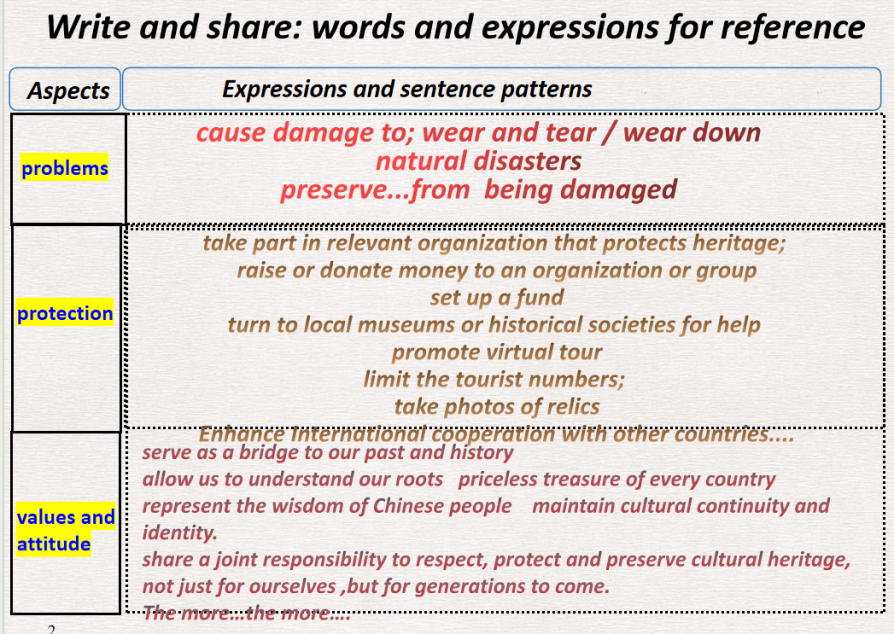 Write and share: words and expressions for reference
Aspects
Expressions and sentence patterns
problems
cause damage to; wear and tear / wear down
natural disasters
preserve...from being damaged
protection
take part in relevant organization that protects heritage;
raise or donate money to an organization or group
set up a fund
turn to local museums or historical societies for help
promote virtual tour
limit the tourist numbers;
take photos of relics
Enhance International cooperation with other countries....
values and
attitude
serve as a bridge to our past and history
allow us to understand our roots priceless treasure of every country
represent the wisdom of Chinese people maintain cultural continuity and
identity.
share a joint responsibility to respect, protect and preserve cultural heritage,
not just for ourselves ,but for generations to come.
The more...the more....
2